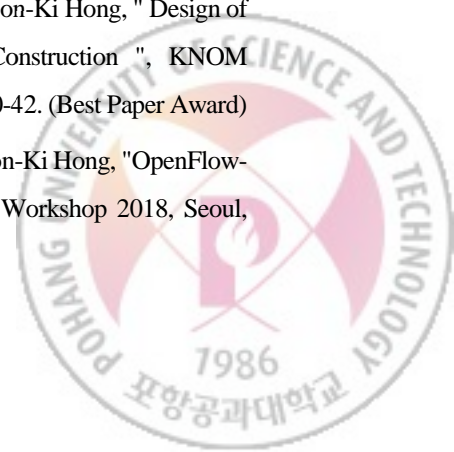 on-Ki Hong, " Design of
Construction ", KNOM
0-42. (Best Paper Award)
on-Ki Hong, "OpenFlow-
Workshop 2018, Seoul,
POHANG UNIVERSITY OF SCIENCE AND TECHNOLOGY
1986
포항공과대학교